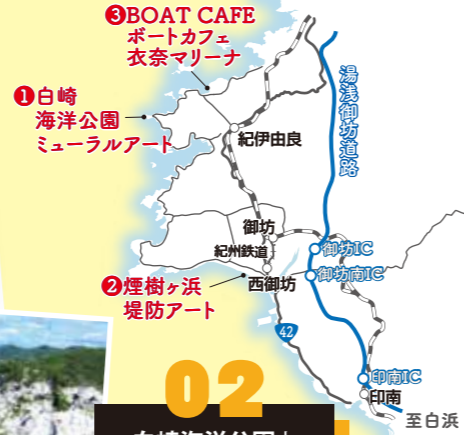 ❸BOAT CAFE
ボートカフェ
衣奈マリーナ
❶白崎
海洋公園
ミューラルアート
湯浅御坊道路
紀伊由良
御坊
紀州鉄道
御坊IC
御坊南IC
❷煙樹ヶ浜
堤防アート
西御坊
42
印南IC
印南
至白浜
02